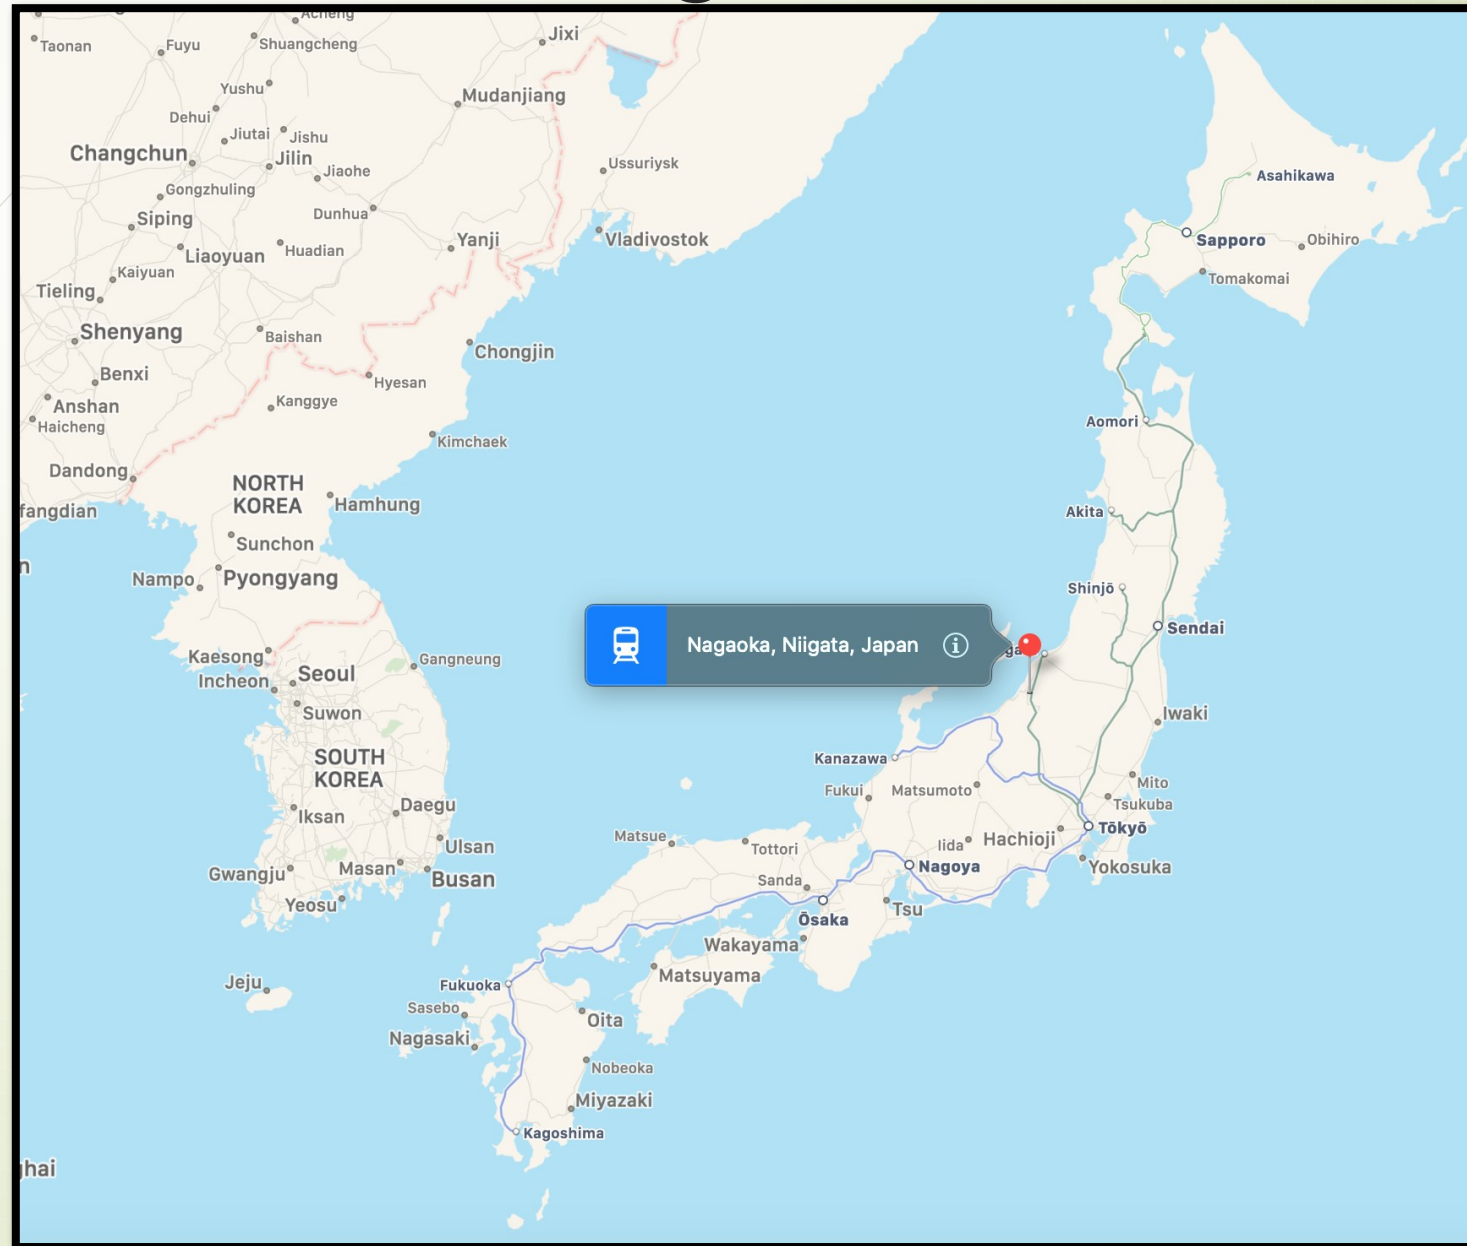 Acheng
Jixi
Taonan
Fuyu
Shuangcheng
Yushu
Mudanjiang
Dehui
Jiutai
Jishu
Changchun
Jilin
Jiaohe
Ussuriysk
Asahikawa
Gongzhuling
Siping
Dunhua
Yanji
Vladivostok
Sapporo
Obihiro
Liaoyuan
Huadian
Kaiyuan
Tomakomai
Tieling
Shenyang
Baishan
Chongjin
Benxi
Hyesan
Anshan
Kanggye
Haicheng
Aomori
Kimchaek
Dandong
NORTH
KOREA
Hamhung
fangdian
Akita
Sunchon
n
Nampo
Pyongyang
Shinjō
Sendai
Nagaoka, Niigata, Japan
ga
Kaesong
Gangneung
Incheon
Seoul
Suwon
Iwaki
SOUTH
KOREA
Kanazawa
Fukui
Matsumoto
Mito
Tsukuba
Iksan
Daegu
Tōkyō
Matsue
Tottori
Iida
Hachioji
Ulsan
Gwangju
Masan
Busan
Sanda
Nagoya
Yokosuka
Yeosu
Ōsaka
Tsu
Wakayama
Matsuyama
Jeju
Fukuoka
Sasebo
Oita
Nagasaki
Nobeoka
Miyazaki
Kagoshima
hai